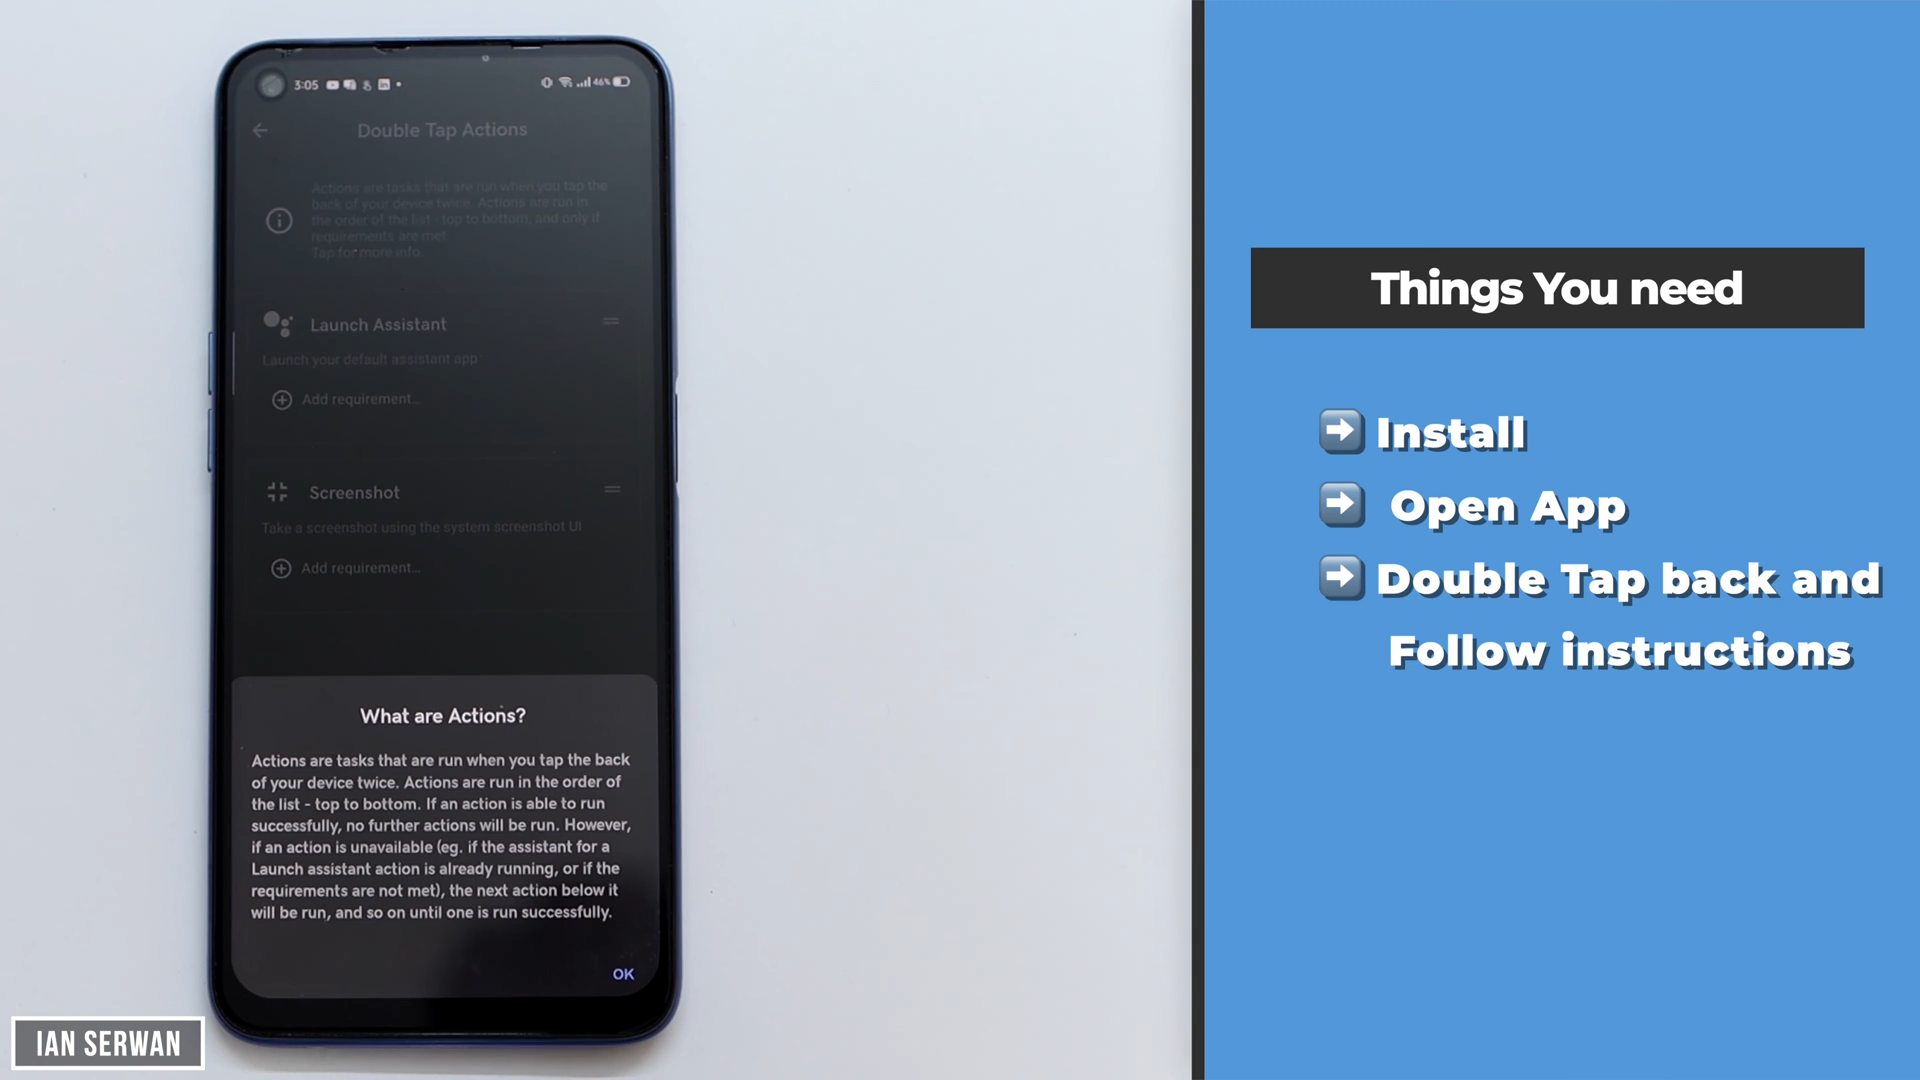 3:05
46%
Double Tap Actions
Actions are tasks that are run when you tap the
back of your device twice. Actions are run in
the order of the list - top to bottom, and only if
requirements are met.
Tap for more info.
Launch Assistant
Launch your default assistant app
Add requirement...
Screenshot
Take a screenshot using the system screenshot UI
Add requirement...
What are Actions?
Actions are tasks that are run when you tap the back
of your device twice. Actions are run in the order of
the list - top to bottom. If an action is able to run
successfully, no further actions will be run. However,
if an action is unavailable (eg. if the assistant for a
Launch assistant action is already running, or if the
requirements are not met), the next action below it
will be run, and so on until one is run successfully.
OK
IAN SERWAN
Things You need
Install
Open App
Double Tap back and
Follow instructions